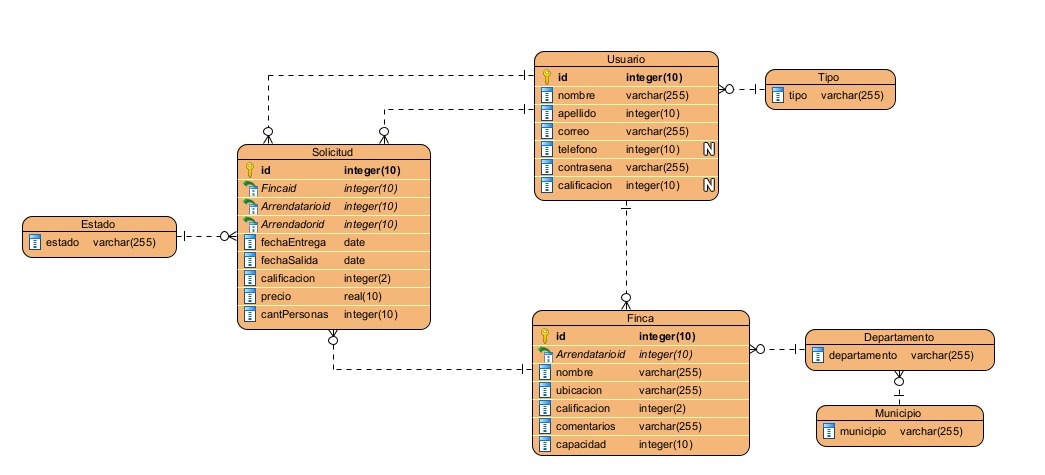 Usuario
id integer(10)
nombre varchar(255)
apellido integer(10)
correo varchar(255)
telefono integer(10) N
contrasena varchar(255)
calificacion integer(10) N
Tipo
tipo varchar(255)
Solicitud
id integer(10)
Fincaid integer(10)
Arrendatarioid integer(10)
Arrendadorid integer(10)
fechaEntrega date
fechaSalida date
calificacion integer(2)
precio real(10)
cantPersonas integer(10)
Estado
estado varchar(255)
Finca
id integer(10)
Arrendatarioid integer(10)
nombre varchar(255)
ubicacion varchar(255)
calificacion integer(2)
comentarios varchar(255)
capacidad integer(10)
Departamento
departamento varchar(255)
Municipio
municipio varchar(255)